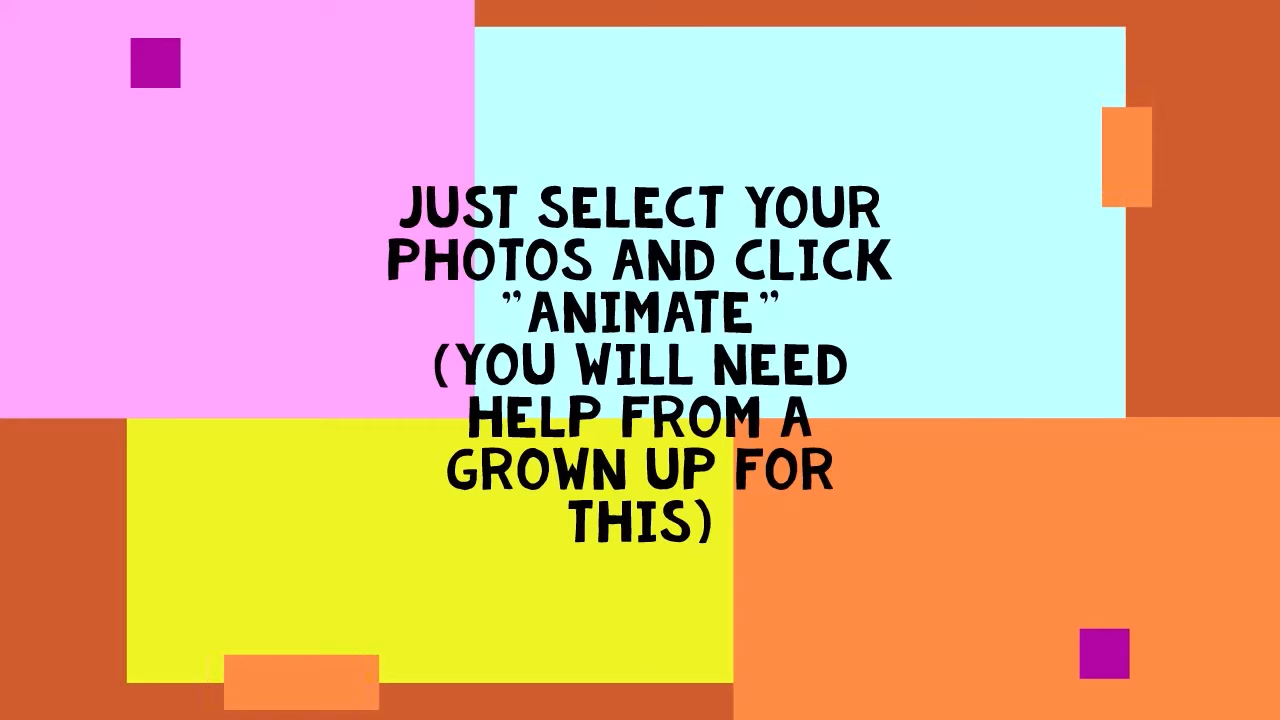 JUST SELECT YOUR
PHOTOS AND CLICK
”ANIMATE”
(YOU WILL NEED
HELP FROM A
GROWN UP FOR
THIS)